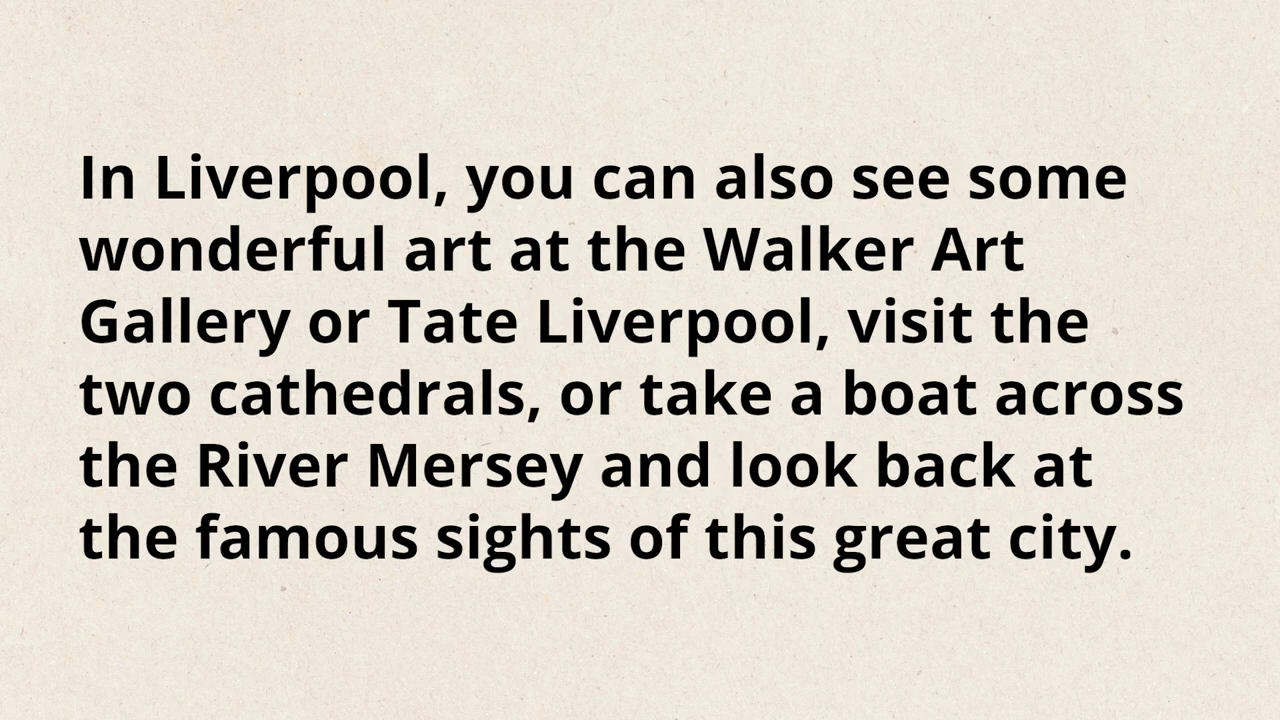 In Liverpool, you can also see some
wonderful art at the Walker Art
Gallery or Tate Liverpool, visit the
two cathedrals, or take a boat across
the River Mersey and look back at
the famous sights of this great city.